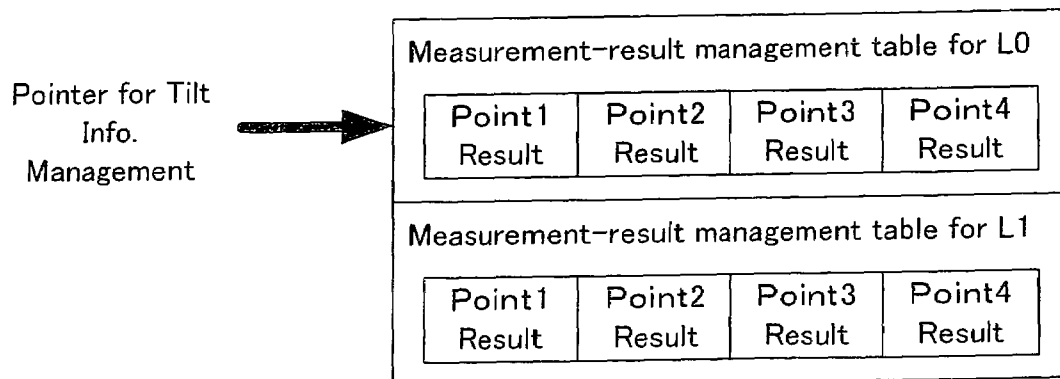 Pointer for Tilt
Info.
Management
Measurement-result management table for L0
Point1 Point2 Point3 Point4
Result Result Result Result
Measurement-result management table for L1
Point1 Point2 Point3 Point4
Result Result Result Result